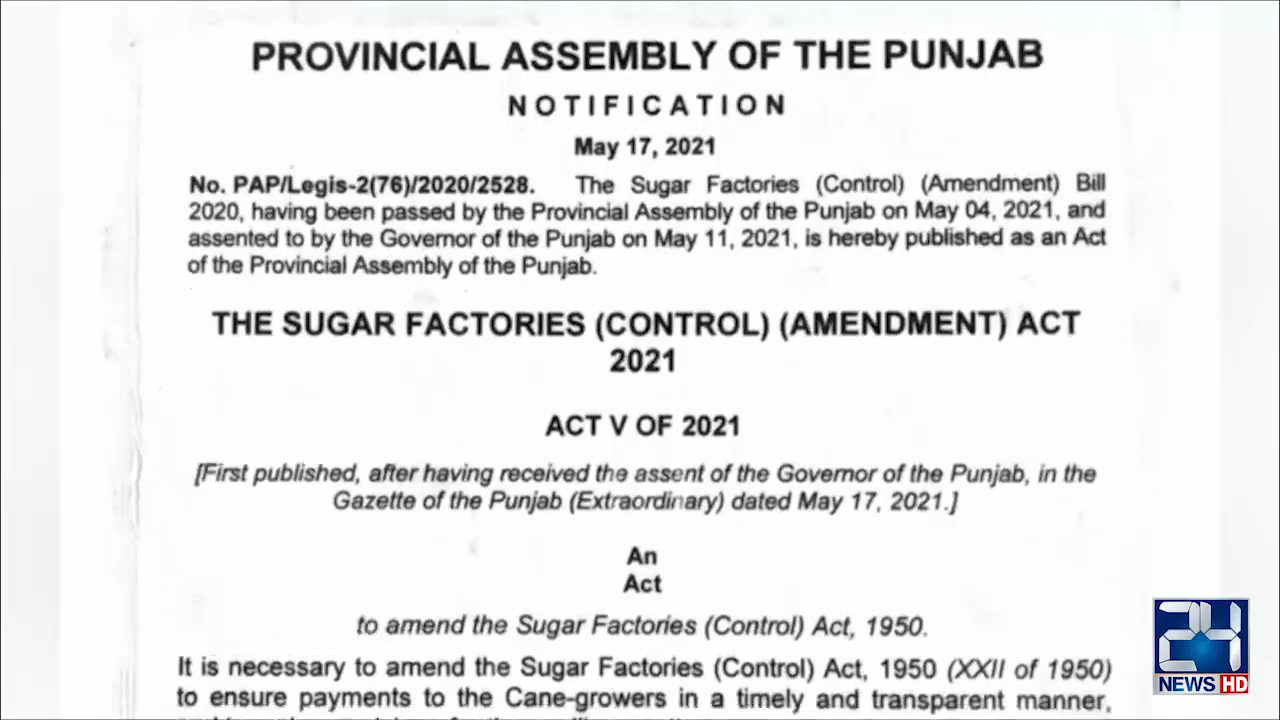 PROVINCIAL ASSEMBLY OF THE PUNJAB
NOTIFICATION
May 17, 2021
No. PAP/Legis-2(76)/2020/2528. The Sugar Factories (Control) (Amendment) Bill
2020, having been passed by the Provincial Assembly of the Punjab on May 04, 2021, and
assented to by the Governor of the Punjab on May 11, 2021, is hereby published as an Act
of the Provincial Assembly of the Punjab.
THE SUGAR FACTORIES (CONTROL) (AMENDMENT) ACT
2021
ACT V OF 2021
[First published, after having received the assent of the Governor of the Punjab, in the
Gazette of the Punjab (Extraordinary) dated May 17, 2021.]
An
Act
to amend the Sugar Factories (Control) Act, 1950.
It is necessary to amend the Sugar Factories (Control) Act, 1950 (XXII of 1950)
to ensure payments to the Cane-growers in a timely and transparent manner,
24
NEWS HD